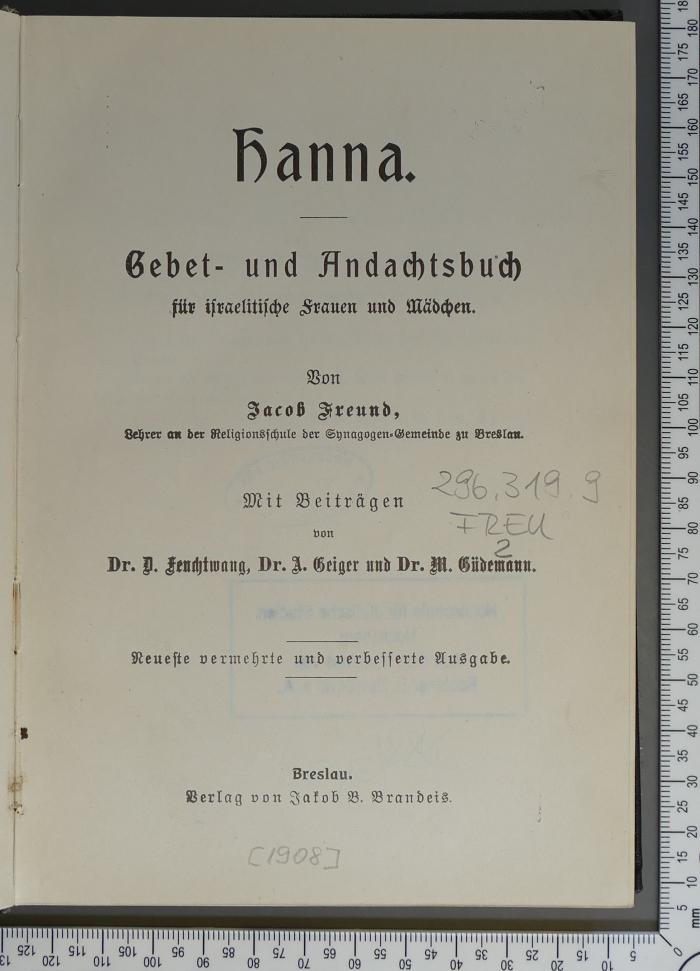 Hanna.
Gebet- und Andachtsbuch
für israelitische Frauen und Mädchen.
Von
Jacob Freund,
Lehrer an der Religionsschule der Synagogen-Gemeinde zu Breslau.
296.319.9
Mit Beiträgen
FREU
von
2
Dr. D. Feuchtwang, Dr. A. Geiger und Dr. M. Güdemann.
Neueste vermehrte und verbesserte Ausgabe.
Breslau.
Verlag von Jakob B. Brandeis.
[1908]